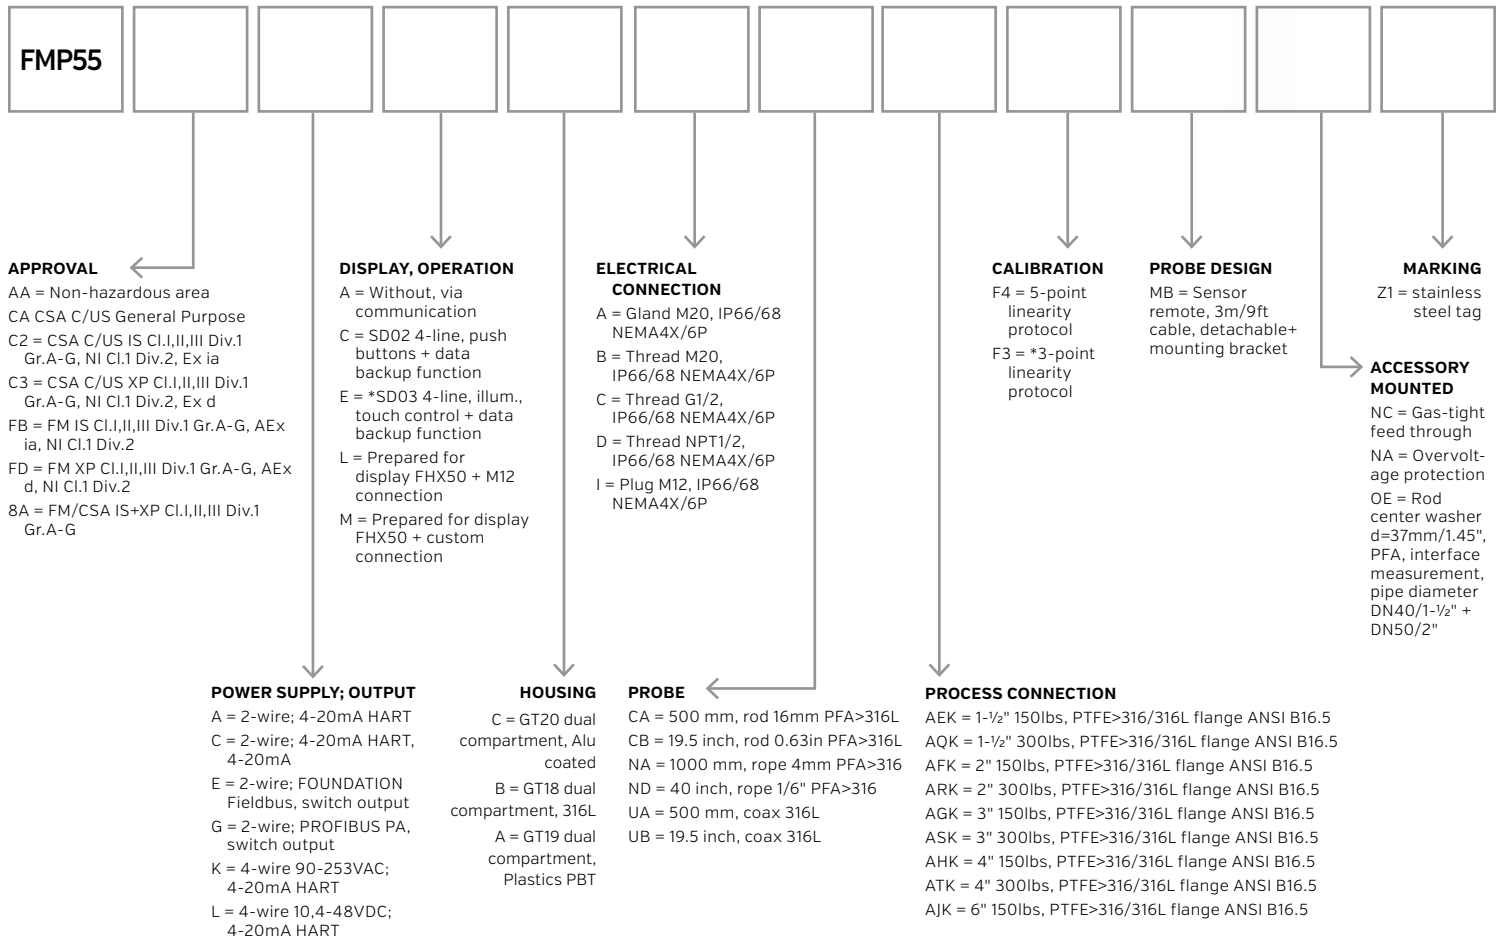 FMP55
APPROVAL
AA = Non-hazardous area
CA CSA C/US General Purpose
C2 = CSA C/US IS Cl.I,II,III Div.1
Gr.A-G, NI Cl.1 Div.2, Ex ia
C3 = CSA C/US XP Cl.I,II,III Div.1
Gr.A-G, NI Cl.1 Div.2, Ex d
FB = FM IS Cl.I,II,III Div.1 Gr.A-G, AEx
ia, NI Cl.1 Div.2
FD = FM XP Cl.I,II,III Div.1 Gr.A-G, AEx
d, NI Cl.1 Div.2
8A = FM/CSA IS+XP Cl.I,II,III Div.1
Gr.A-G
DISPLAY, OPERATION
A = Without, via
communication
C = SD02 4-line, push
buttons + data
backup function
E = *SD03 4-line, illum.,
touch control + data
backup function
L = Prepared for
display FHX50 + M12
connection
M = Prepared for display
FHX50 + custom
connection
ELECTRICAL
CONNECTION
A = Gland M20, IP66/68
NEMA4X/6P
B = Thread M20,
IP66/68 NEMA4X/6P
C = Thread G1/2,
IP66/68 NEMA4X/6P
D = Thread NPT1/2,
IP66/68 NEMA4X/6P
I = Plug M12, IP66/68
NEMA4X/6P
CALIBRATION
F4 = 5-point
linearity
protocol
F3 = *3-point
linearity
protocol
PROBE DESIGN
MB = Sensor
remote, 3m/9ft
cable, detachable+
mounting bracket
MARKING
Z1 = stainless
steel tag
ACCESSORY
MOUNTED
NC = Gas-tight
feed through
NA = Overvolt-
age protection
OE = Rod
center washer
d=37mm/1.45",
PFA, interface
measurement,
pipe diameter
DN40/1-½" +
DN50/2"
POWER SUPPLY; OUTPUT
A = 2-wire; 4-20mA HART
C = 2-wire; 4-20mA HART,
4-20mA
E = 2-wire; FOUNDATION
Fieldbus, switch output
G = 2-wire; PROFIBUS PA,
switch output
K = 4-wire 90-253VAC;
4-20mA HART
L = 4-wire 10,4-48VDC;
4-20mA HART
HOUSING
C = GT20 dual
compartment, Alu
coated
B = GT18 dual
compartment, 316L
A = GT19 dual
compartment,
Plastics PBT
PROBE
CA = 500 mm, rod 16mm PFA>316L
CB = 19.5 inch, rod 0.63in PFA>316L
NA = 1000 mm, rope 4mm PFA>316
ND = 40 inch, rope 1/6" PFA>316
UA = 500 mm, coax 316L
UB = 19.5 inch, coax 316L
PROCESS CONNECTION
AEK = 1-½" 150lbs, PTFE>316/316L flange ANSI B16.5
AQK = 1-½" 300lbs, PTFE>316/316L flange ANSI B16.5
AFK = 2" 150lbs, PTFE>316/316L flange ANSI B16.5
ARK = 2" 300lbs, PTFE>316/316L flange ANSI B16.5
AGK = 3" 150lbs, PTFE>316/316L flange ANSI B16.5
ASK = 3" 300lbs, PTFE>316/316L flange ANSI B16.5
AHK = 4" 150lbs, PTFE>316/316L flange ANSI B16.5
ATK = 4" 300lbs, PTFE>316/316L flange ANSI B16.5
AJK = 6" 150lbs, PTFE>316/316L flange ANSI B16.5